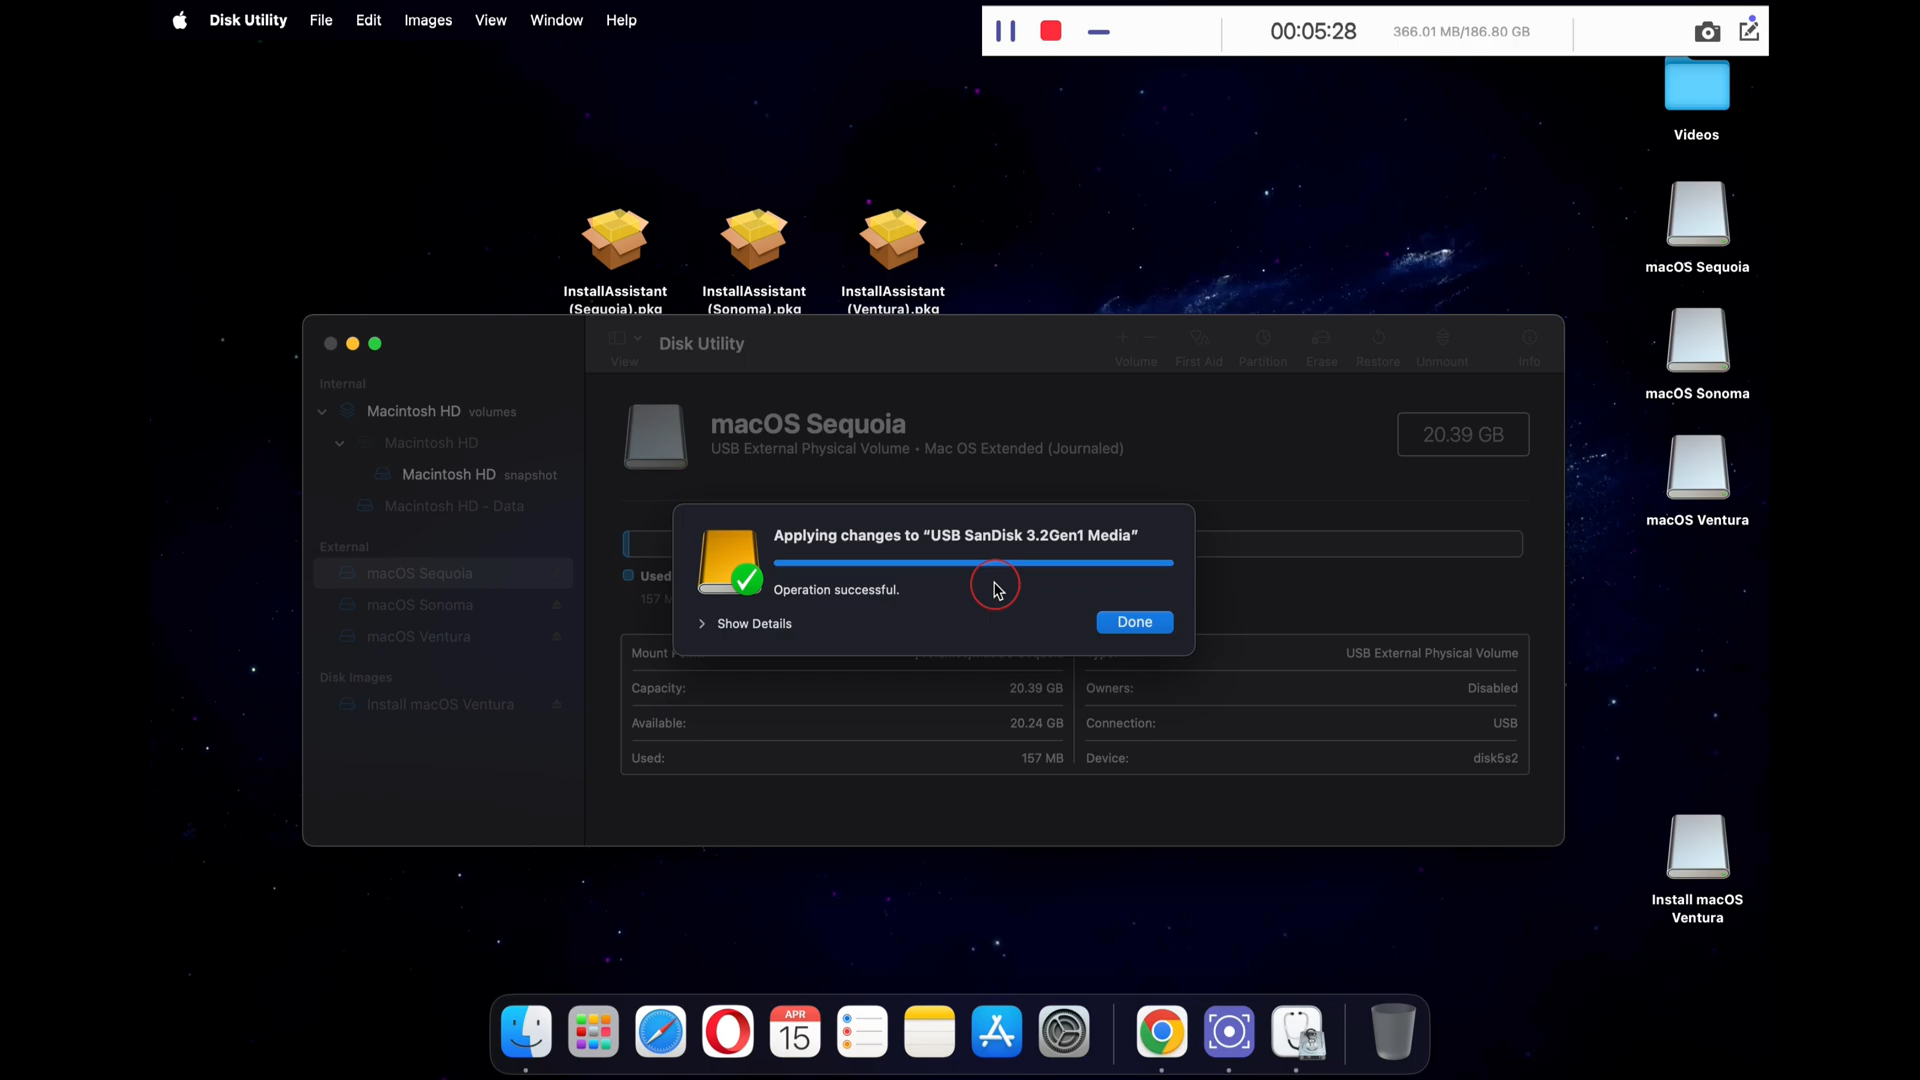 Disk Utility File Edit Images View Window Help
00:05:28 366.01 MB/186.80 GB
Videos
macOS Sequoia
macOS Sonoma
macOS Ventura
Install macOS
Ventura
InstallAssistant
(Sequoia).pkg
InstallAssistant
(Sonoma).pkg
InstallAssistant
(Ventura).pkg
Internal
Macintosh HD volumes
Macintosh HD
Macintosh HD snapshot
Macintosh HD - Data
External
macOS Sequoia
macOS Sonoma
macOS Ventura
Disk Images
Install macOS Ventura
View
Disk Utility
Volume First Aid Partition Erase Restore Unmount Info
macOS Sequoia
USB External Physical Volume • Mac OS Extended (Journaled)
20.39 GB
Used
157 M
Applying changes to “USB SanDisk 3.2Gen1 Media”
Operation successful.
Show Details
Done
Mount
USB External Physical Volume
Capacity: 20.39 GB
Owners: Disabled
Available: 20.24 GB
Connection: USB
Used: 157 MB
Device: disk5s2
APR
15